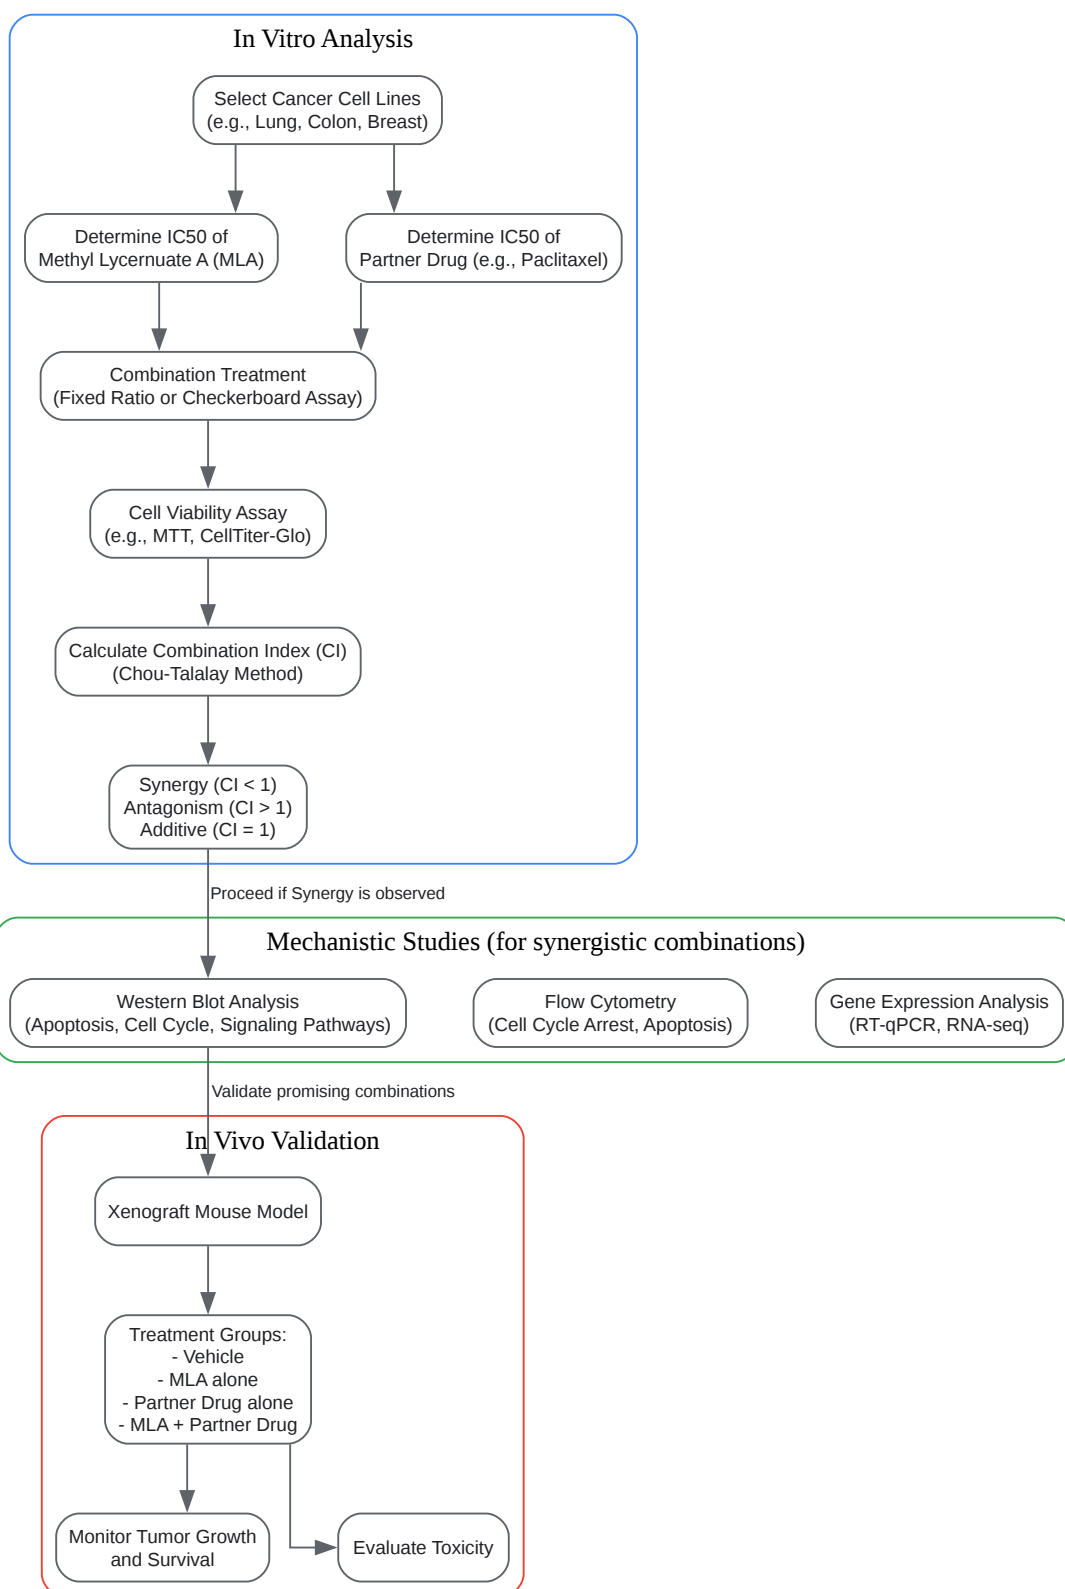 In Vitro Analysis
Select Cancer Cell Lines
(e.g., Lung, Colon, Breast)
Determine IC50 of
Methyl Lycernuate A (MLA)
Determine IC50 of
Partner Drug (e.g., Paclitaxel)
Combination Treatment
(Fixed Ratio or Checkerboard Assay)
Cell Viability Assay
(e.g., MTT, CellTiter-Glo)
Calculate Combination Index (CI)
(Chou-Talalay Method)
Synergy (CI < 1)
Antagonism (CI > 1)
Additive (CI = 1)
Proceed if Synergy is observed
Mechanistic Studies (for synergistic combinations)
Western Blot Analysis
(Apoptosis, Cell Cycle, Signaling Pathways)
Flow Cytometry
(Cell Cycle Arrest, Apoptosis)
Gene Expression Analysis
(RT-qPCR, RNA-seq)
Validate promising combinations
In Vivo Validation
Xenograft Mouse Model
Treatment Groups:
- Vehicle
- MLA alone
- Partner Drug alone
- MLA + Partner Drug
Monitor Tumor Growth
and Survival
Evaluate Toxicity